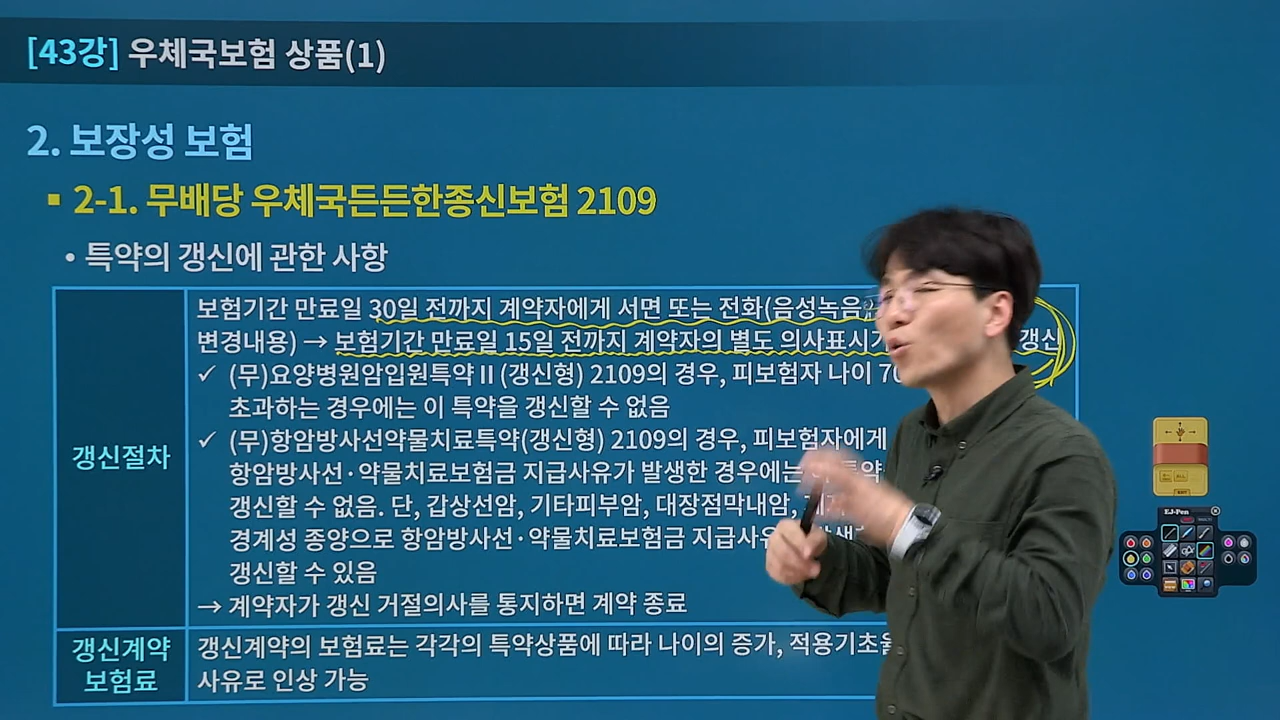 [43강] 우체국보험 상품(1)
2. 보장성 보험
▪ 2-1. 무배당 우체국든든한종신보험 2109
• 특약의 갱신에 관한 사항
갱신절차
보험기간 만료일 30일 전까지 계약자에게 서면 또는 전화(음성녹음)
변경내용) → 보험기간 만료일 15일 전까지 계약자의 별도 의사표시가 갱신
✓ (무)요양병원암입원특약Ⅱ(갱신형) 2109의 경우, 피보험자 나이
초과하는 경우에는 이 특약을 갱신할 수 없음
✓ (무)항암방사선약물치료특약(갱신형) 2109의 경우, 피보험자에게
항암방사선·약물치료보험금 지급사유가 발생한 경우에는
갱신할 수 없음. 단, 갑상선암, 기타피부암, 대장점막내암,
경계성 종양으로 항암방사선·약물치료보험금
갱신할 수 있음
→ 계약자가 갱신 거절의사를 통지하면 계약 종료
갱신계약
보험료
갱신계약의 보험료는 각각의 특약상품에 따라 나이의 증가,
사유로 인상 가능
EJ-Pen